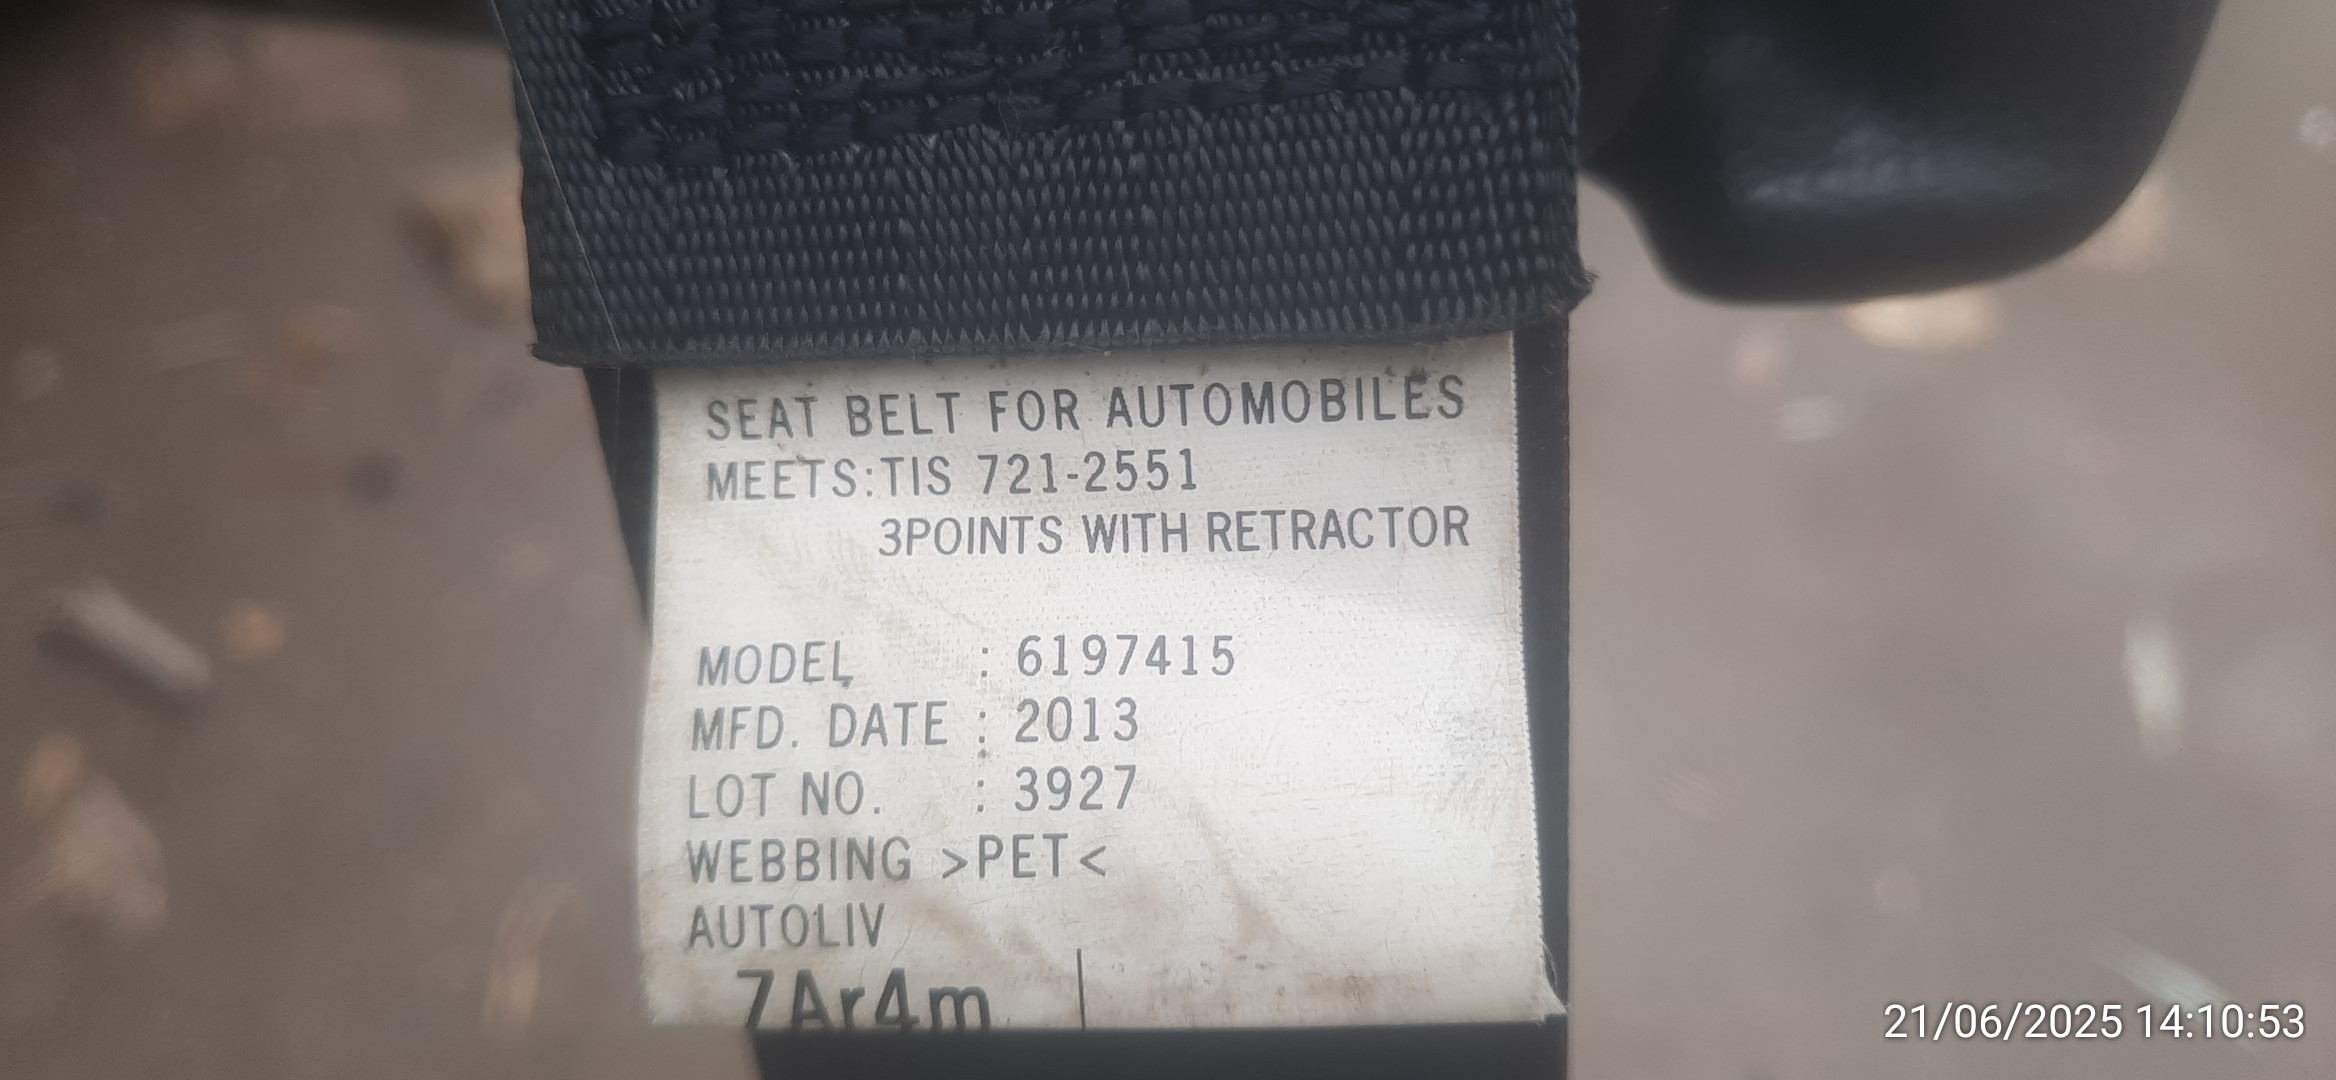 SEAT BELT FOR AUTOMOBILES
MEETS:TIS 721-2551
3POINTS WITH RETRACTOR
MODEL : 6197415
MFD. DATE : 2013
LOT NO. : 3927
WEBBING >PET<
AUTOLIV
7Ar4m
21/06/2025 14:10:53